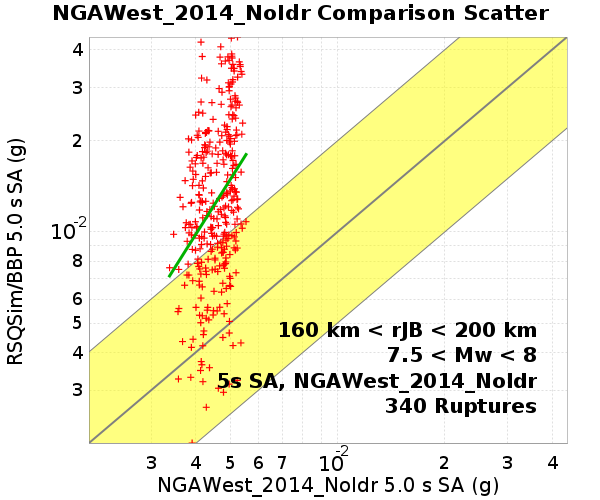 NGAWest_2014_NoIdr Comparison Scatter
RSQSim/BBP 5.0 s SA (g)
4
3
2
10-2
8
6
5
4
3
160 km < rJB < 200 km
7.5 < Mw < 8
5s SA, NGAWest_2014_NoIdr
340 Ruptures
3 4 5 6 7 10-2 2 3 4
NGAWest_2014_NoIdr 5.0 s SA (g)